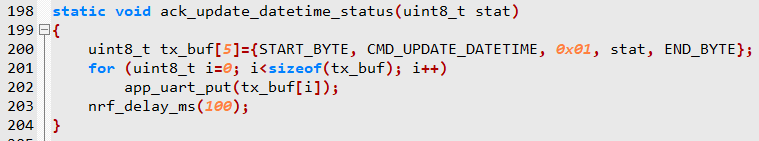 198 static void ack_update_datetime_status(uint8_t stat)
199 {
200     uint8_t tx_buf[5]={START_BYTE, CMD_UPDATE_DATETIME, 0x01, stat, END_BYTE};
201     for (uint8_t i=0; i<sizeof(tx_buf); i++)
202         app_uart_put(tx_buf[i]);
203     nrf_delay_ms(100);
204 }